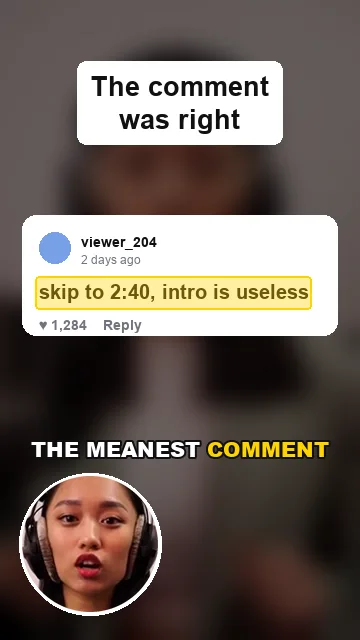 The comment
was right
viewer_204
2 days ago
skip to 2:40, intro is useless
♥ 1,284 Reply
THE MEANEST COMMENT